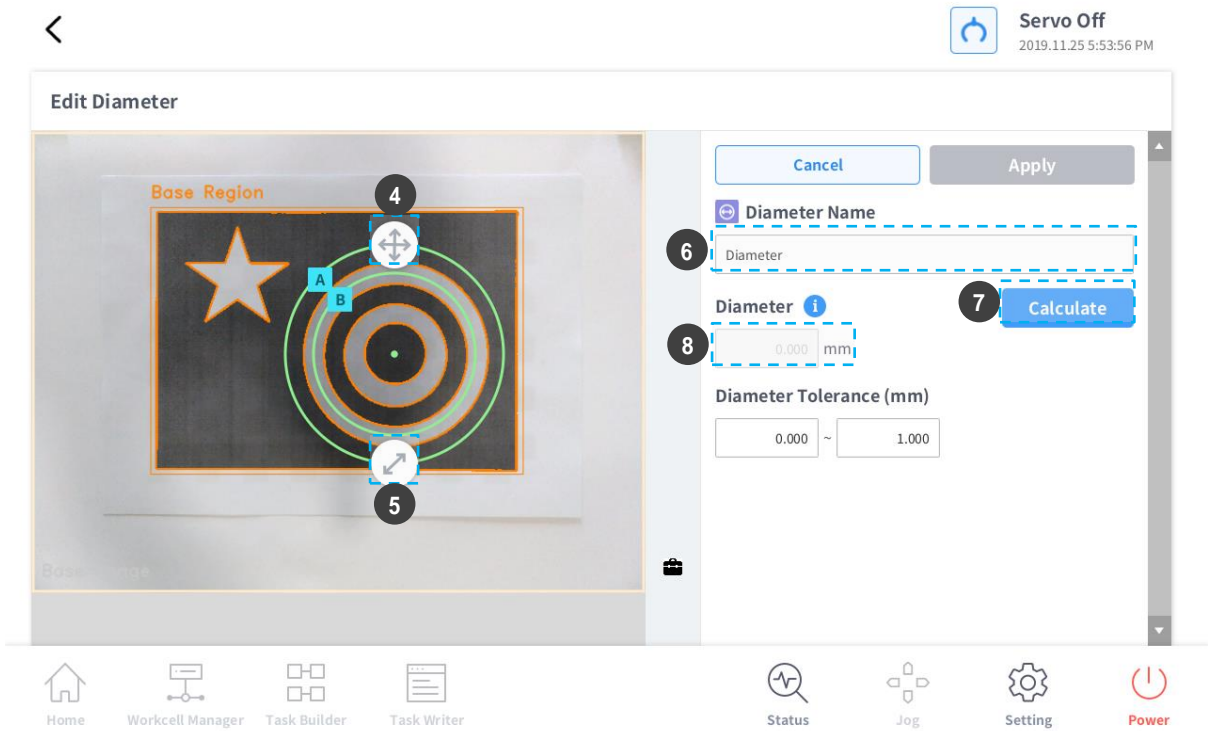 Servo Off
2019.11.25 5:53:56 PM
Edit Diameter
Base Region
4
A
B
5
Cancel
Apply
Diameter Name
6
Diameter
7
Diameter i
Calculate
8
0.000 mm
Diameter Tolerance (mm)
0.000 ~ 1.000
Home
Workcell Manager
Task Builder
Task Writer
Status
Jog
Setting
Power